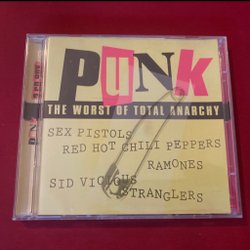 PUNK
THE WORST OF TOTAL ANARCHY
SEX PISTOLS
RED HOT CHILI PEPPERS
RAMONES
SID VICIOUS
STRANGLERS